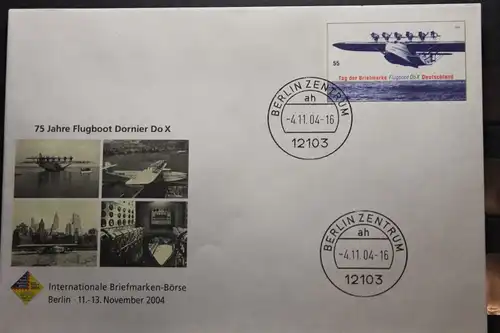 55
Tag der Briefmarke Flugboot Do X Deutschland
BERLIN ZENTRUM
ah
-4.11.04-16
12103
75 Jahre Flugboot Dornier Do X
BERLIN ZENTRUM
ah
-4.11.04-16
12103
Internationale Briefmarken-Börse
Berlin · 11.-13. November 2004